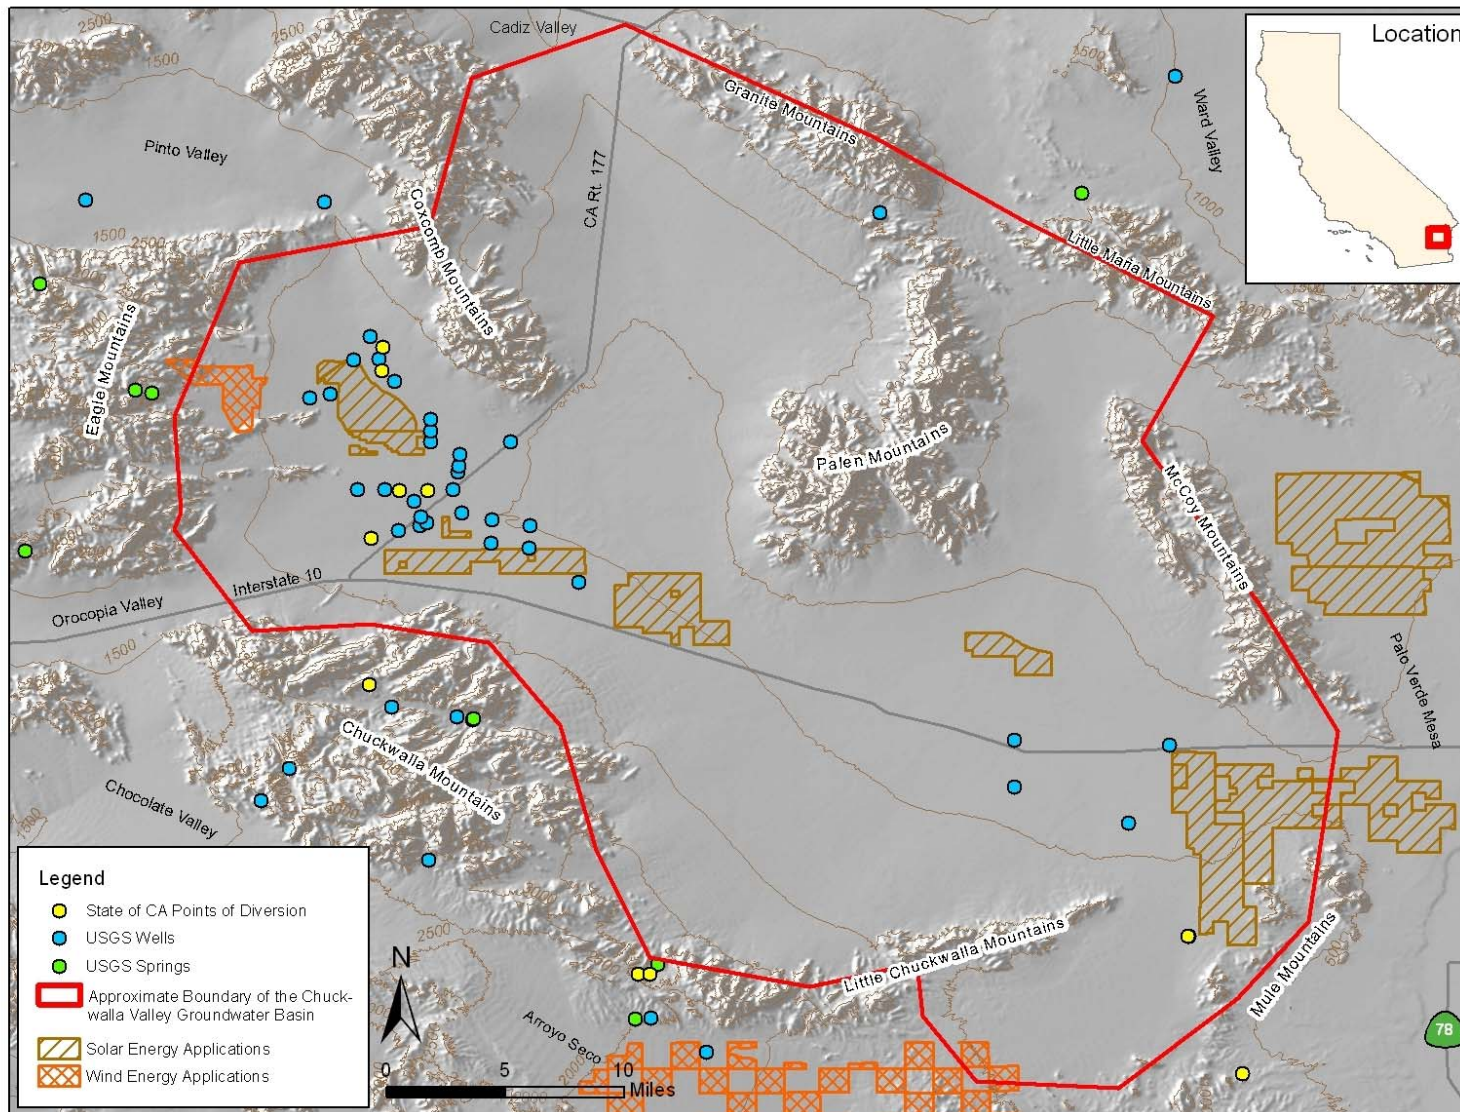 2500
1500
2500
Cadiz Valley
1500
Location
Pinto Valley
Granite Mountains
Ward Valley
CA Rt. 177
1000
1500
2500
Coxcomb Mountains
Little Maria Mountains
Eagle Mountains
Palen Mountains
McCoy Mountains
Interstate 10
Orocopia Valley
1500
Palo Verde Mesa
Chuckwalla Mountains
Chocolate Valley
Legend
State of CA Points of Diversion
USGS Wells
USGS Springs
Approximate Boundary of the Chuck-
walla Valley Groundwater Basin
Solar Energy Applications
Wind Energy Applications
2500
N
Little Chuckwalla Mountains
Mule Mountains
500
Arroyo Seco
2000
78
0 5 10
Miles